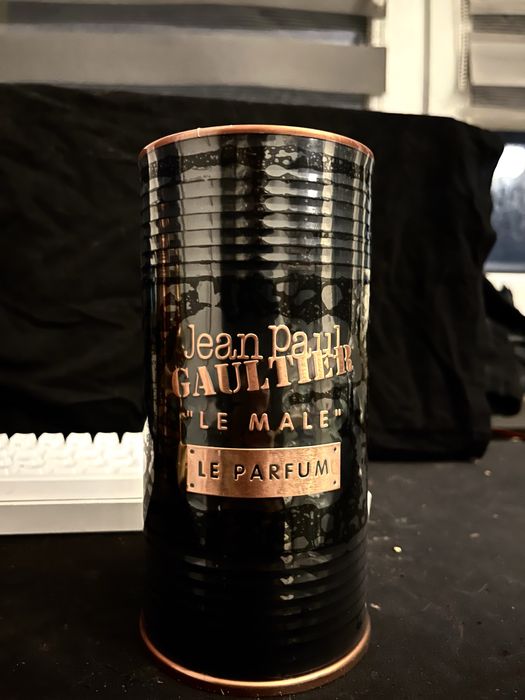 Jean Paul
GAULTIER
"LE MALE"
LE PARFUM